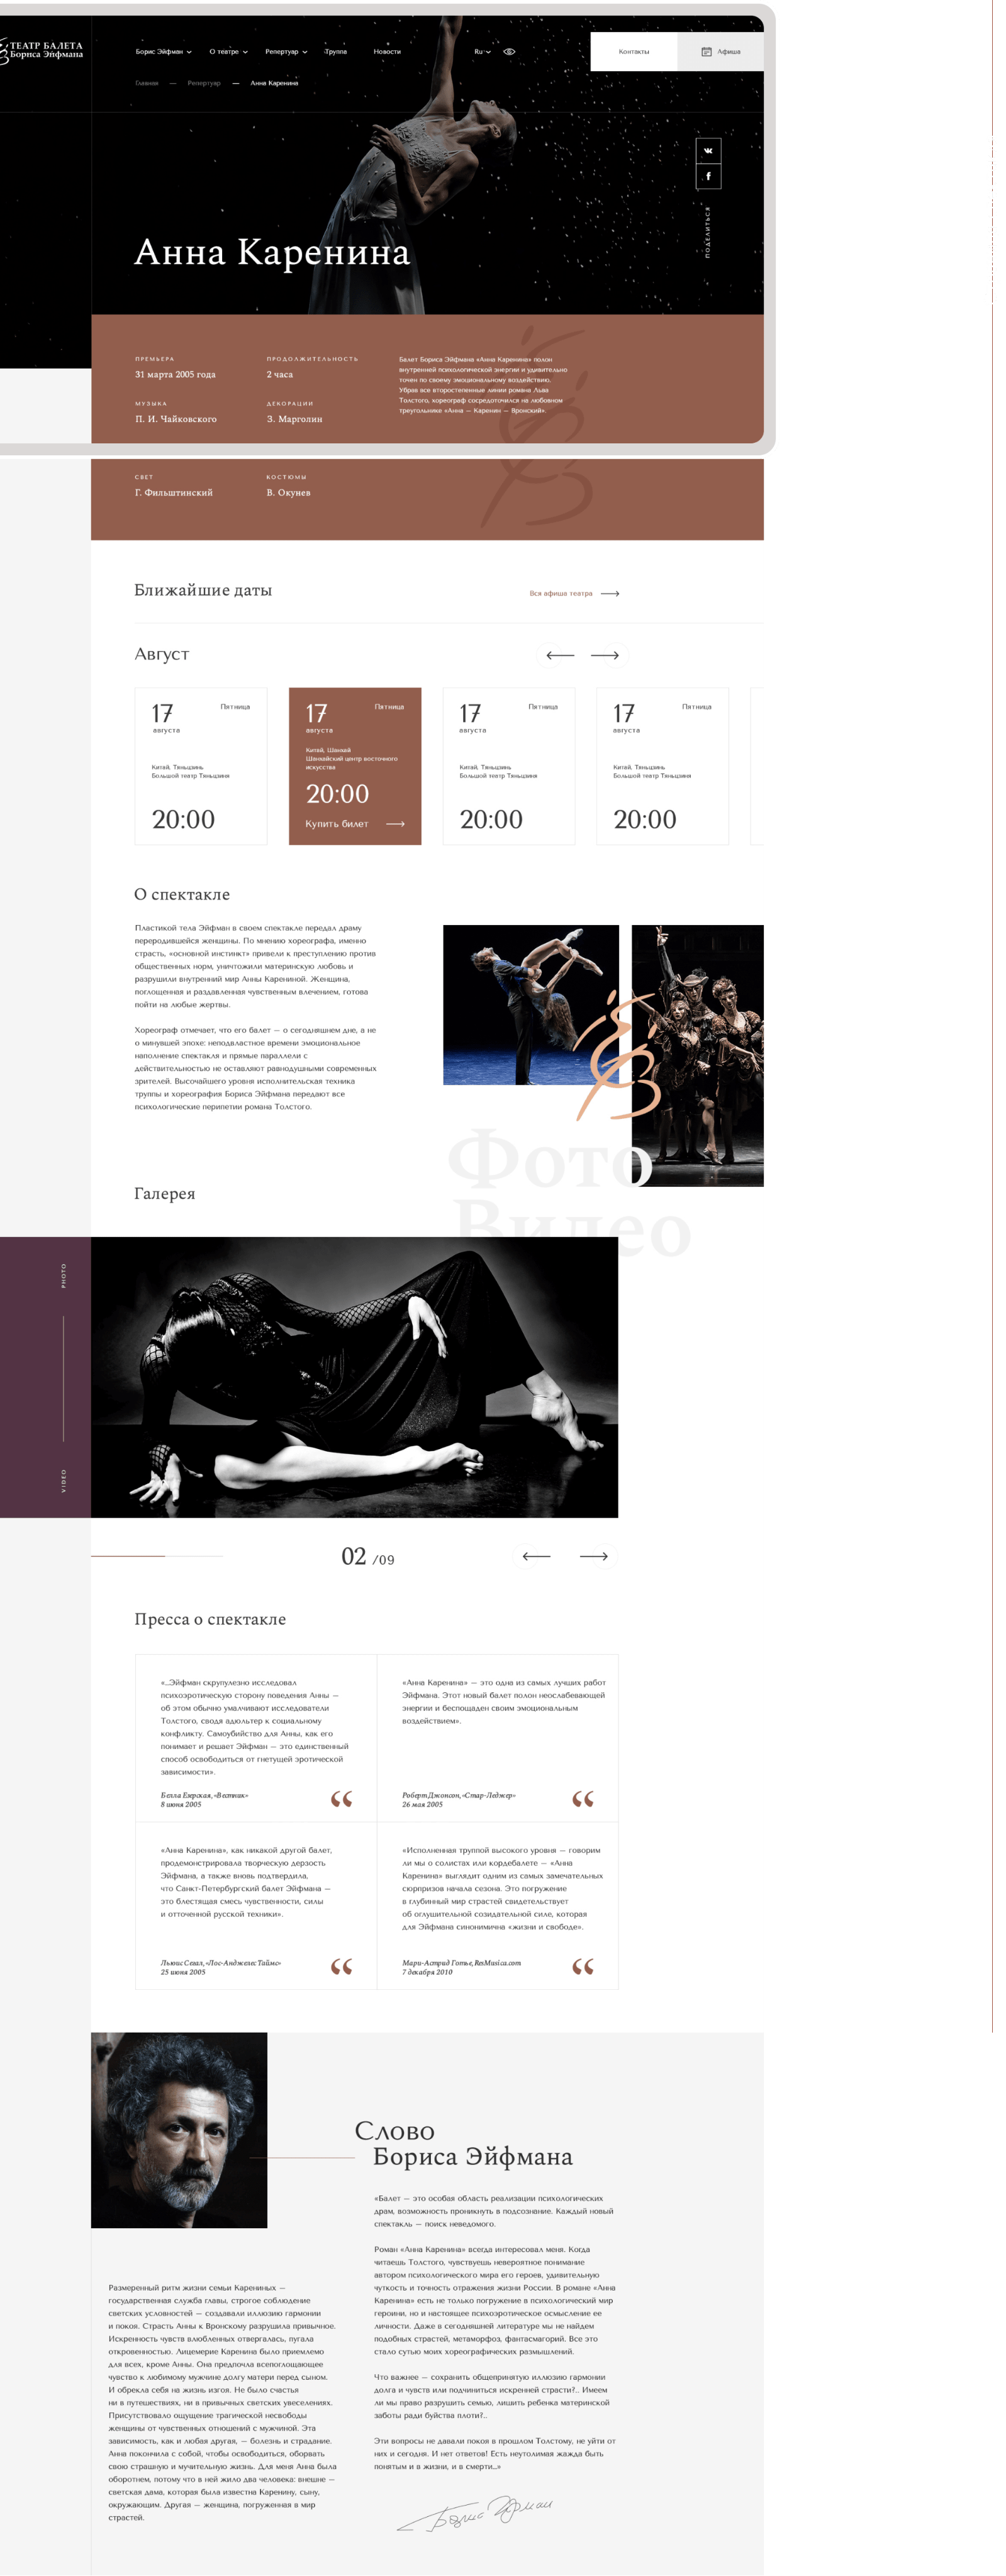 ТЕАТР БАЛЕТА
Бориса Эйфмана
Борис Эйфман
О театре
Репертуар
Труппа
Новости
Ru
Контакты
Афиша
Главная — Репертуар — Анна Каренина
ПОДЕЛИТЬСЯ
Анна Каренина
ПРЕМЬЕРА
31 марта 2005 года
ПРОДОЛЖИТЕЛЬНОСТЬ
2 часа
МУЗЫКА
П. И. Чайковского
ДЕКОРАЦИИ
З. Марголин
Балет Бориса Эйфмана «Анна Каренина» полон
внутренней психологической энергии и удивительно
точен по своему эмоциональному воздействию.
Убрав все второстепенные линии романа Льва
Толстого, хореограф сосредоточился на любовном
треугольнике «Анна — Каренин — Вронский».
СВЕТ
Г. Фильштинский
КОСТЮМЫ
В. Окунев
Ближайшие даты
Вся афиша театра
Август
17
августа
Пятница
Китай, Тяньцзинь
Большой театр Тяньцзиня
20:00
17
августа
Пятница
Китай, Шанхай
Шанхайский центр восточного
искусства
20:00
Купить билет
17
августа
Пятница
Китай, Тяньцзинь
Большой театр Тяньцзиня
20:00
17
августа
Пятница
Китай, Тяньцзинь
Большой театр Тяньцзиня
20:00
О спектакле
Пластикой тела Эйфман в своем спектакле передал драму
переродившейся женщины. По мнению хореографа, именно
страсть, «основной инстинкт» привели к преступлению против
общественных норм, уничтожили материнскую любовь и
разрушили внутренний мир Анны Карениной. Женщина,
поглощенная и раздавленная чувственным влечением, готова
пойти на любые жертвы.
Хореограф отмечает, что его балет — о сегодняшнем дне, а не
о минувшей эпохе: неподвластное времени эмоциональное
наполнение спектакля и прямые параллели с
действительностью не оставляют равнодушными современных
зрителей. Высочайшего уровня исполнительская техника
труппы и хореография Бориса Эйфмана передают все
психологические перипетии романа Толстого.
Фото
Видео
Галерея
PHOTO
VIDEO
02 /09
Пресса о спектакле
«…Эйфман скрупулезно исследовал
психоэротическую сторону поведения Анны —
об этом обычно умалчивают исследователи
Толстого, сводя адюльтер к социальному
конфликту. Самоубийство для Анны, как его
понимает и решает Эйфман — это единственный
способ освободиться от гнетущей эротической
зависимости».
Белла Езерская, «Вестник»
8 июня 2005
«Анна Каренина» — это одна из самых лучших работ
Эйфмана. Этот новый балет полон неослабевающей
энергии и беспощаден своим эмоциональным
воздействием».
Роберт Джонсон, «Стар-Леджер»
26 мая 2005
«Анна Каренина», как никакой другой балет,
продемонстрировала творческую дерзость
Эйфмана, а также вновь подтвердила,
что Санкт-Петербургский балет Эйфмана —
это блестящая смесь чувственности, силы
и отточенной русской техники».
Льюис Сегал, «Лос-Анджелес Таймс»
25 июня 2005
«Исполненная труппой высокого уровня — говорим
ли мы о солистах или кордебалете — «Анна
Каренина» выглядит одним из самых замечательных
сюрпризов начала сезона. Это погружение
в глубинный мир страстей свидетельствует
об оглушительной созидательной силе, которая
для Эйфмана синонимична «жизни и свободе».
Мари-Астрид Готье, ResMusica.com
7 декабря 2010
Слово
Бориса Эйфмана
«Балет — это особая область реализации психологических
драм, возможность проникнуть в подсознание. Каждый новый
спектакль — поиск неведомого.
Роман «Анна Каренина» всегда интересовал меня. Когда
читаешь Толстого, чувствуешь невероятное понимание
автором психологического мира его героев, удивительную
чуткость и точность отражения жизни России. В романе «Анна
Каренина» есть не только погружение в психологический мир
героини, но и настоящее психоэротическое осмысление ее
личности. Даже в сегодняшней литературе мы не найдем
подобных страстей, метаморфоз, фантасмагорий. Все это
стало сутью моих хореографических размышлений.
Что важнее — сохранить общепринятую иллюзию гармонии
долга и чувств или подчиниться искренней страсти?.. Имеем
ли мы право разрушить семью, лишить ребенка материнской
заботы ради буйства плоти?..
Эти вопросы не давали покоя в прошлом Толстому, не уйти от
них и сегодня. И нет ответов! Есть неутолимая жажда быть
понятым и в жизни, и в смерти…»
Размеренный ритм жизни семьи Карениных —
государственная служба главы, строгое соблюдение
светских условностей — создавали иллюзию гармонии
и покоя. Страсть Анны к Вронскому разрушила привычное.
Искренность чувств влюбленных отвергалась, пугала
откровенностью. Лицемерие Каренина было приемлемо
для всех, кроме Анны. Она предпочла всепоглощающее
чувство к любимому мужчине долгу матери перед сыном.
И обрекла себя на жизнь изгоя. Не было счастья
ни в путешествиях, ни в привычных светских увеселениях.
Присутствовало ощущение трагической несвободы
женщины от чувственных отношений с мужчиной. Эта
зависимость, как и любая другая, — болезнь и страдание.
Анна покончила с собой, чтобы освободиться, оборвать
свою страшную и мучительную жизнь. Для меня Анна была
оборотнем, потому что в ней жило два человека: внешне —
светская дама, которая была известна Каренину, сыну,
окружающим. Другая — женщина, погруженная в мир
страстей.
Борис Эйфман